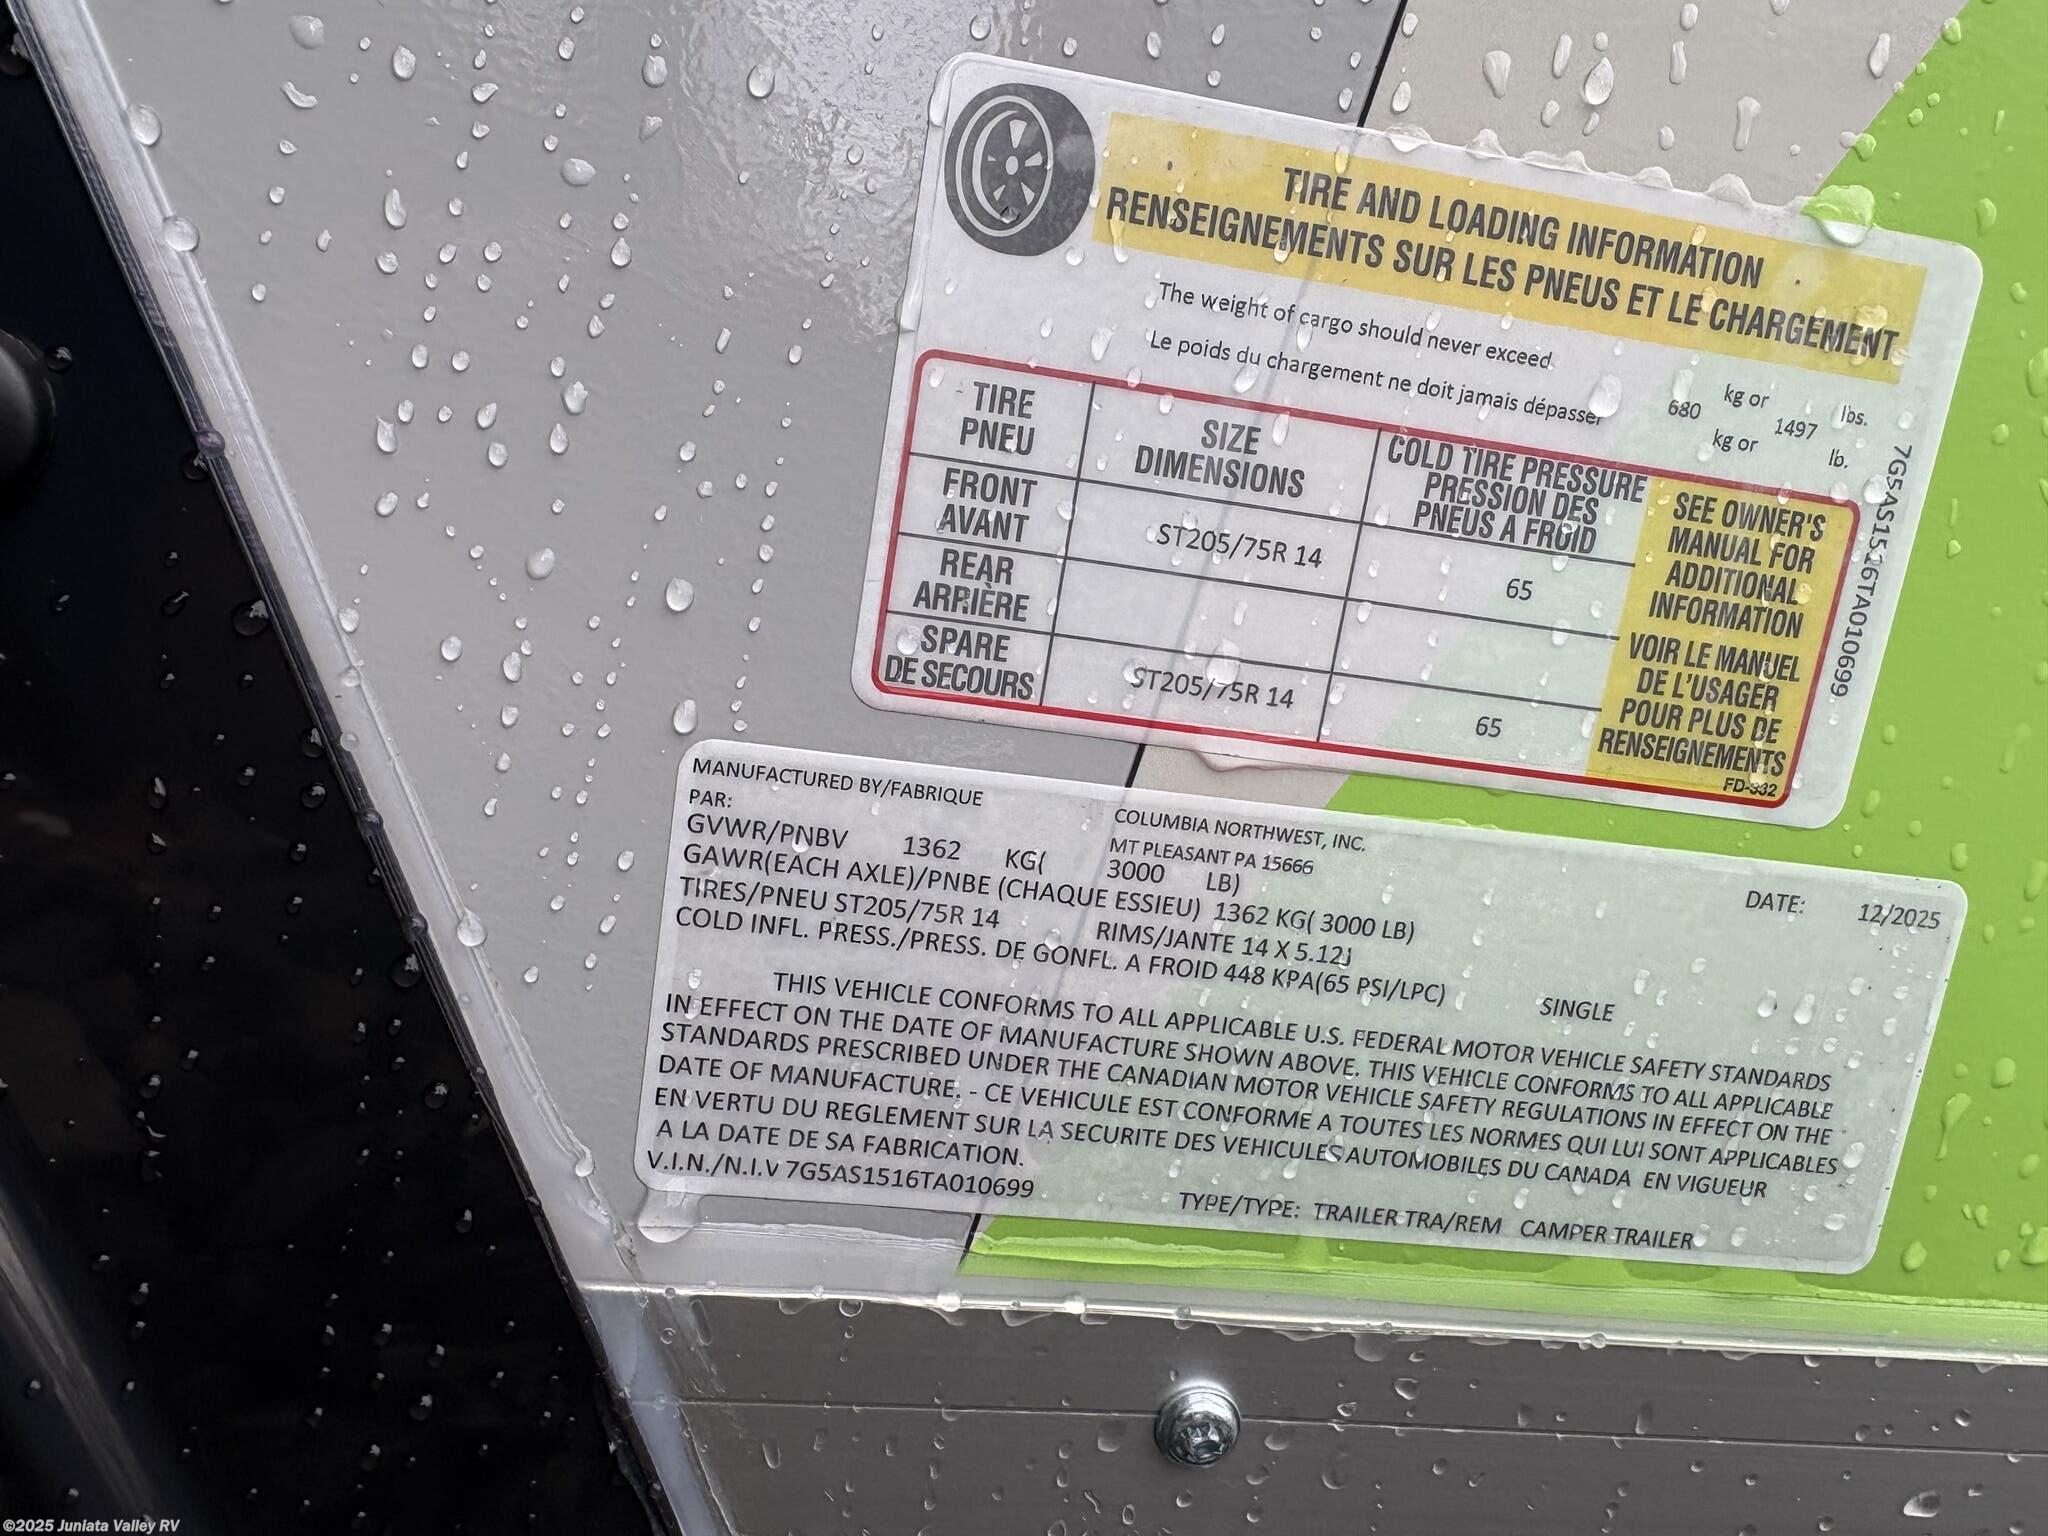 TIRE AND LOADING INFORMATION
RENSEIGNEMENTS SUR LES PNEUS ET LE CHARGEMENT
The weight of cargo should never exceed 680 kg or 1497 lbs.
Le poids du chargement ne doit jamais dépasser kg or lb.
TIRE PNEU
SIZE DIMENSIONS
COLD TIRE PRESSURE
PRESSION DES
PNEUS A FROID
SEE OWNER'S
MANUAL FOR
ADDITIONAL
INFORMATION
VOIR LE MANUEL
DE L'USAGER
POUR PLUS DE
RENSEIGNEMENTS
FRONT AVANT ST205/75R 14 65
REAR ARRIÈRE
SPARE DE SECOURS ST205/75R 14 65
FD-332
MANUFACTURED BY/FABRIQUE
PAR:
COLUMBIA NORTHWEST, INC.
MT PLEASANT PA 15666
GVWR/PNBV 1362 KG( 3000 LB)
DATE: 12/2025
GAWR(EACH AXLE)/PNBE (CHAQUE ESSIEU) 1362 KG( 3000 LB)
TIRES/PNEU ST205/75R 14 RIMS/JANTE 14 X 5.12J
COLD INFL. PRESS./PRESS. DE GONFL. A FROID 448 KPA(65 PSI/LPC) SINGLE
THIS VEHICLE CONFORMS TO ALL APPLICABLE U.S. FEDERAL MOTOR VEHICLE SAFETY STANDARDS
IN EFFECT ON THE DATE OF MANUFACTURE SHOWN ABOVE. THIS VEHICLE CONFORMS TO ALL APPLICABLE
STANDARDS PRESCRIBED UNDER THE CANADIAN MOTOR VEHICLE SAFETY REGULATIONS IN EFFECT ON THE
DATE OF MANUFACTURE. - CE VEHICULE EST CONFORME A TOUTES LES NORMES QUI LUI SONT APPLICABLES
EN VERTU DU REGLEMENT SUR LA SECURITE DES VEHICULES AUTOMOBILES DU CANADA EN VIGUEUR
A LA DATE DE SA FABRICATION.
V.I.N./N.I.V 7G5AS1516TA010699
TYPE/TYPE: TRAILER TRA/REM CAMPER TRAILER
©2025 Juniata Valley RV